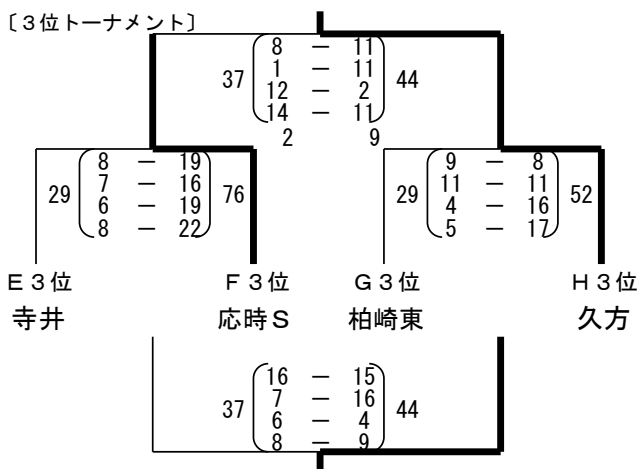 〔３位トーナメント〕
8 － 11
37 1 － 11 44
12 － 2
14 － 11
2 9
8 － 19 9 － 8
29 7 － 16 76 29 11 － 11 52
6 － 19 4 － 16
8 － 22 5 － 17
Ｅ３位 Ｆ３位 Ｇ３位 Ｈ３位
寺井 応時Ｓ 柏崎東 久方
16 － 15
37 7 － 16 44
6 － 4
8 － 9